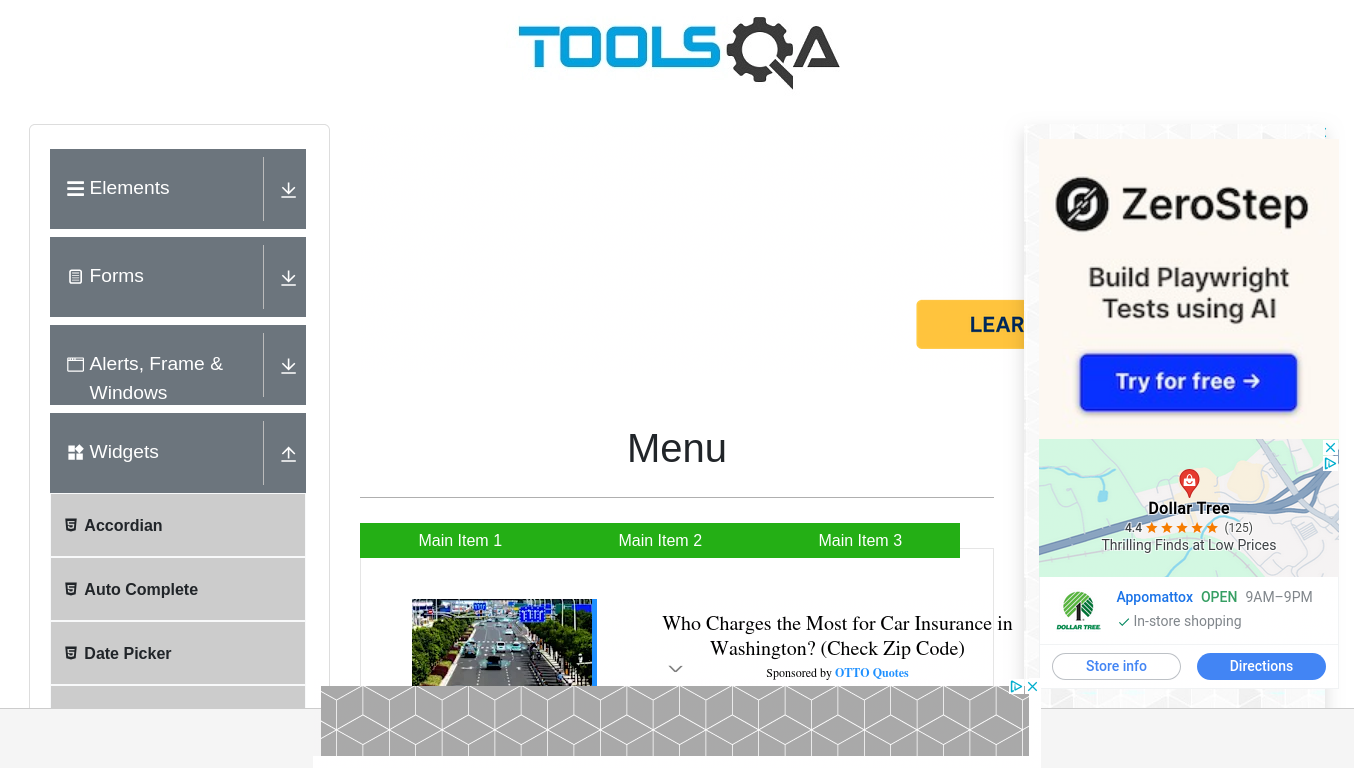 TOOLSQA
Elements
Forms
Alerts, Frame &
Windows
Widgets
Accordian
Auto Complete
Date Picker
LEAR
Menu
Main Item 1
Main Item 2
Main Item 3
Who Charges the Most for Car Insurance in
Washington? (Check Zip Code)
Sponsored by OTTO Quotes
ZeroStep
Build Playwright
Tests using AI
Try for free →
Dollar Tree
4.4 ★★★★★ (125)
Thrilling Finds at Low Prices
DOLLAR TREE
Appomattox OPEN 9AM–9PM
In-store shopping
Store info
Directions